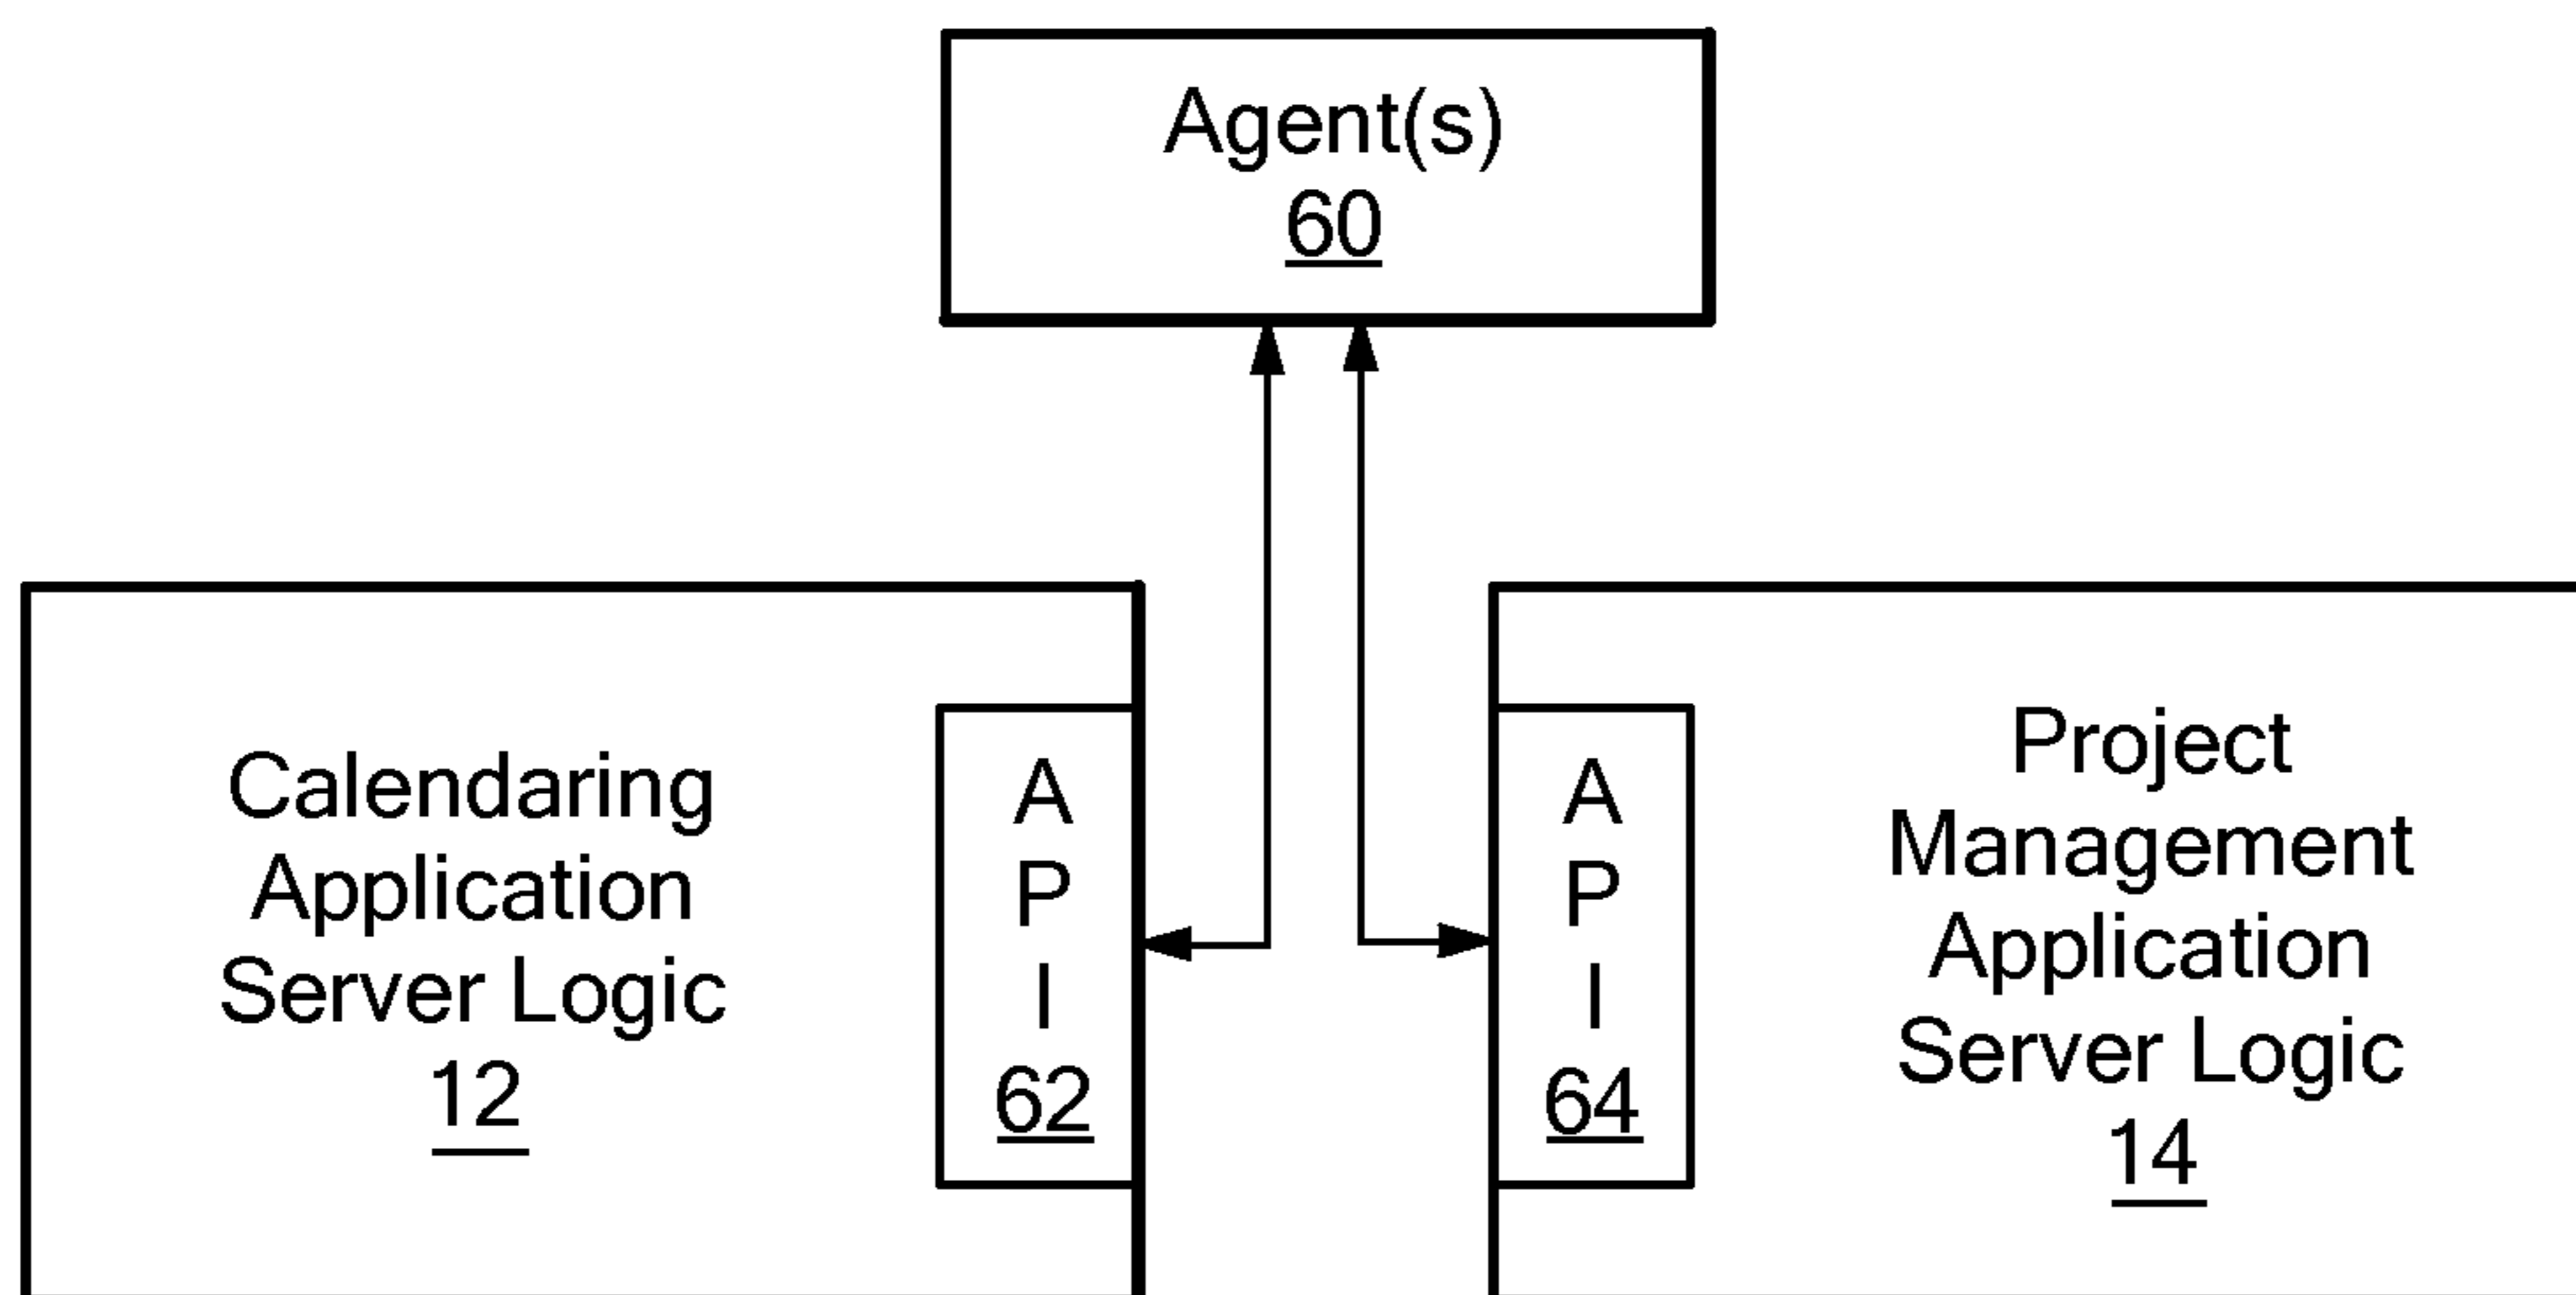 Agent(s)
60
Calendaring
Application
Server Logic
12
A
P
I
62
A
P
I
64
Project
Management
Application
Server Logic
14